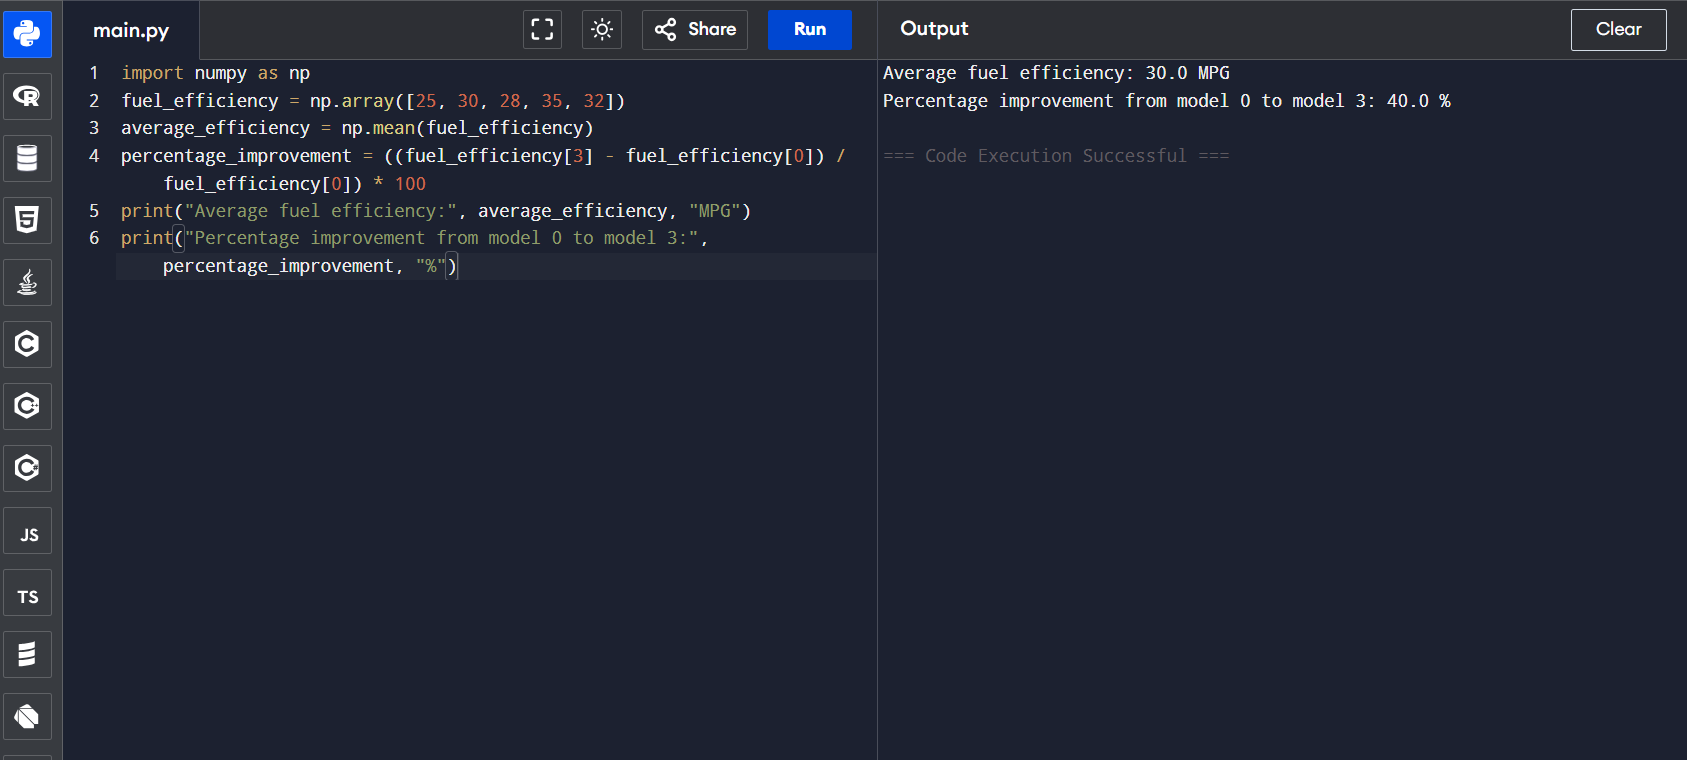 main.py
Share
Run
Output
Clear
1 import numpy as np
2 fuel_efficiency = np.array([25, 30, 28, 35, 32])
3 average_efficiency = np.mean(fuel_efficiency)
4 percentage_improvement = ((fuel_efficiency[3] - fuel_efficiency[0]) /
fuel_efficiency[0]) * 100
5 print("Average fuel efficiency:", average_efficiency, "MPG")
6 print("Percentage improvement from model 0 to model 3:",
percentage_improvement, "%")
Average fuel efficiency: 30.0 MPG
Percentage improvement from model 0 to model 3: 40.0 %
=== Code Execution Successful ===
R
5
C
C++
C#
JS
TS